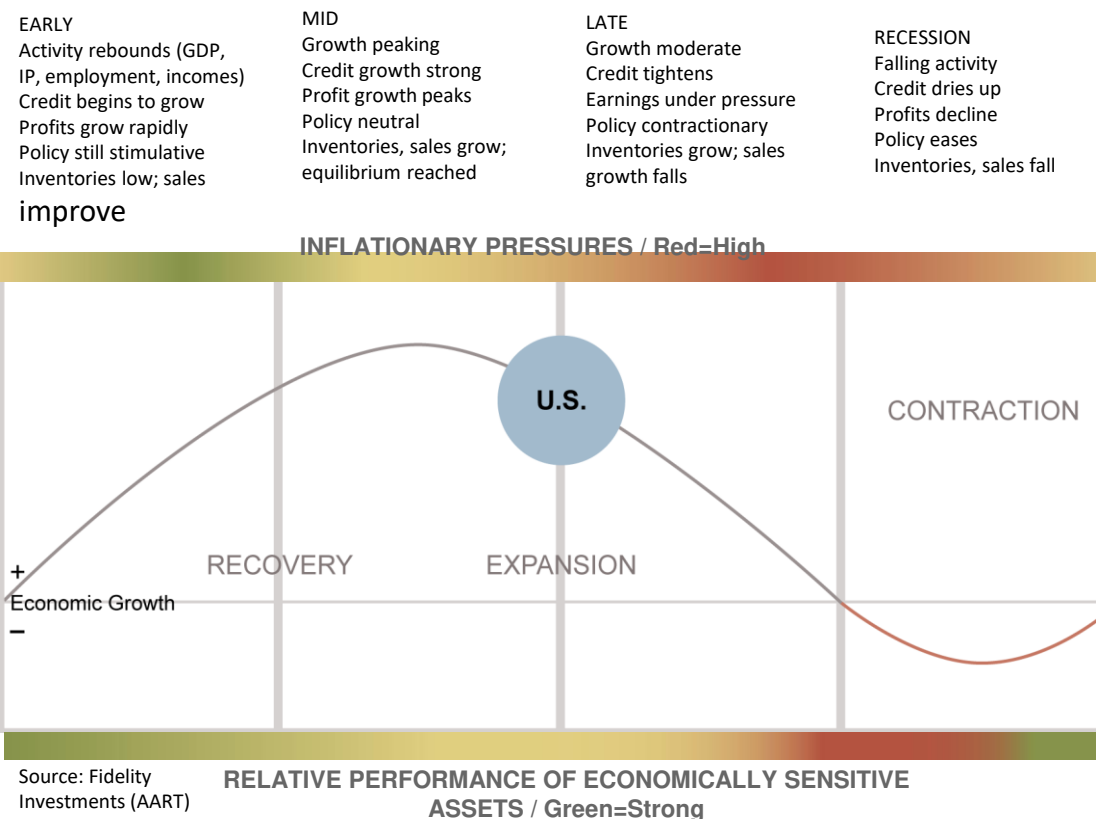 EARLY
Activity rebounds (GDP,
IP, employment, incomes)
Credit begins to grow
Profits grow rapidly
Policy still stimulative
Inventories low; sales
improve
MID
Growth peaking
Credit growth strong
Profit growth peaks
Policy neutral
Inventories, sales grow;
equilibrium reached
LATE
Growth moderate
Credit tightens
Earnings under pressure
Policy contractionary
Inventories grow; sales
growth falls
RECESSION
Falling activity
Credit dries up
Profits decline
Policy eases
Inventories, sales fall
INFLATIONARY PRESSURES / Red=High
U.S.
CONTRACTION
RECOVERY
EXPANSION
+
Economic Growth
–
Source: Fidelity
Investments (AART)
RELATIVE PERFORMANCE OF ECONOMICALLY SENSITIVE
ASSETS / Green=Strong